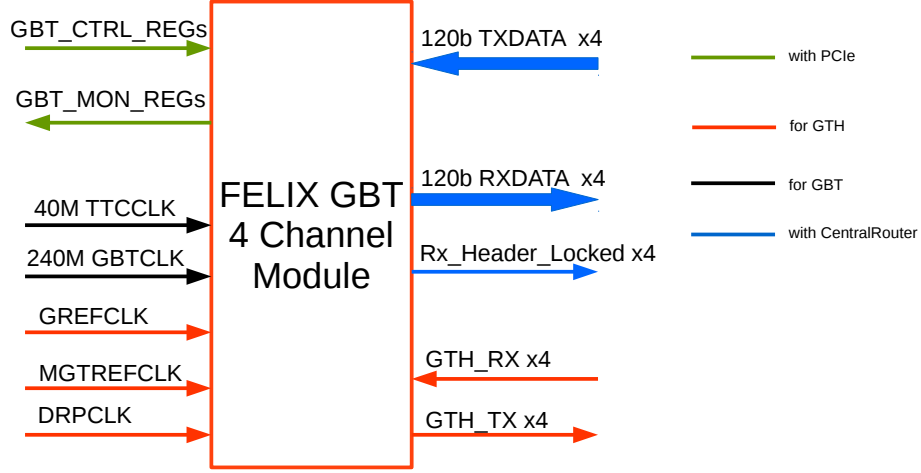 GBT_CTRL_REGs
GBT_MON_REGs
40M TTCCLK
240M GBTCLK
GREFCLK
MGTREFCLK
DRPCLK
FELIX GBT
4 Channel
Module
120b TXDATA x4
120b RXDATA x4
Rx_Header_Locked x4
GTH_RX x4
GTH_TX x4
with PCIe
for GTH
for GBT
with CentralRouter